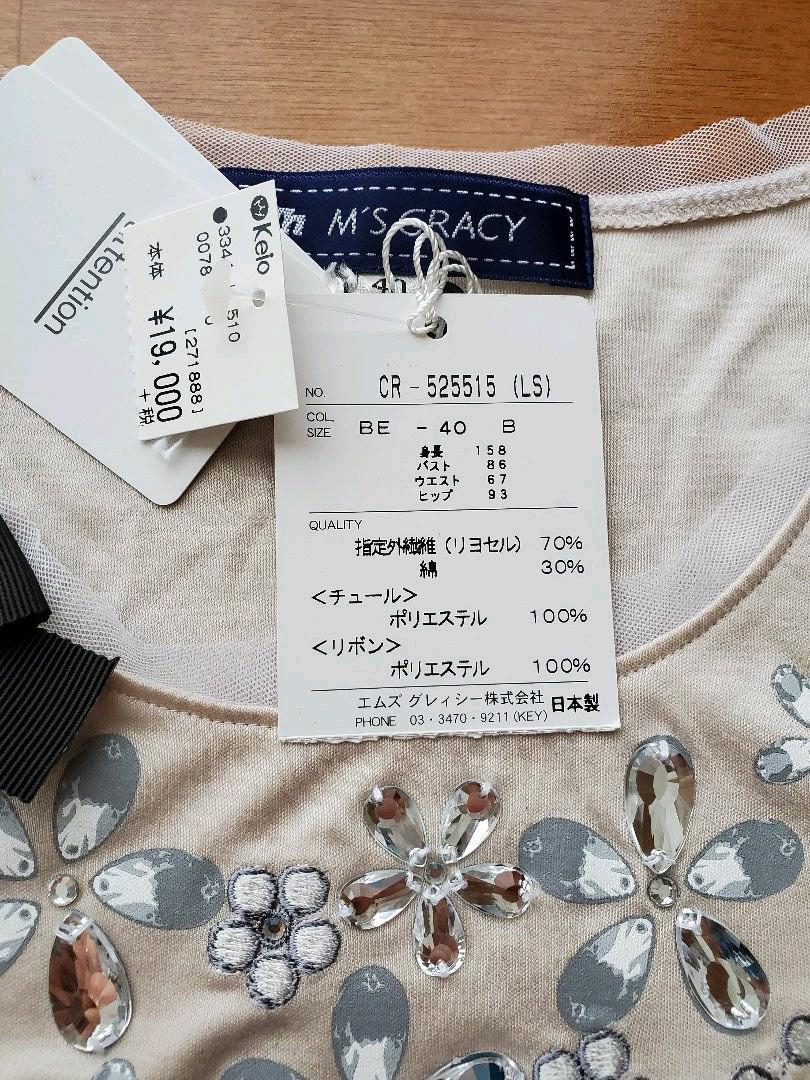 M'S GRACY
40
Attention
Keio
0078
[271888]
本体 ¥19,000
+税
NO. CR-525515 (LS)
COL.
SIZE BE - 40 B
身長 158
バスト 86
ウエスト 67
ヒップ 93
QUALITY
指定外繊維(リヨセル) 70%
綿 30%
<チュール>
ポリエステル 100%
<リボン>
ポリエステル 100%
エムズ グレィシー株式会社 日本製
PHONE 03・3470・9211(KEY)